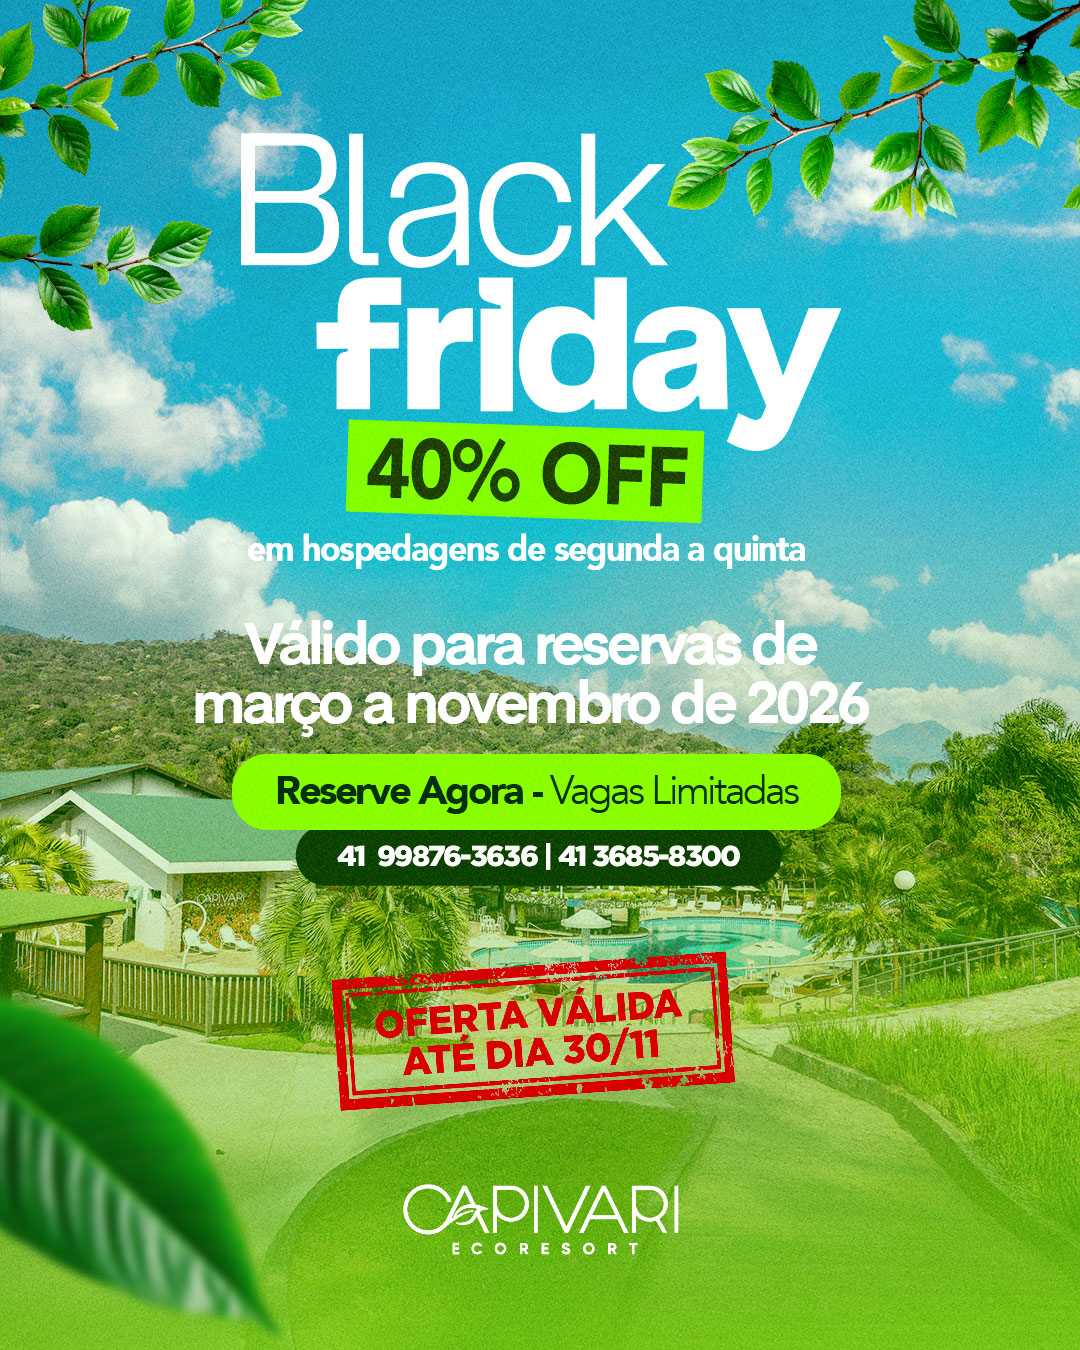 Black
friday
40% OFF
em hospedagens de segunda a quinta
Válido para reservas de
março a novembro de 2026
Reserve Agora - Vagas Limitadas
41 99876-3636 | 41 3685-8300
CAPIVARI
OFERTA VÁLIDA
ATÉ DIA 30/11
CAPIVARI
ECORESORT